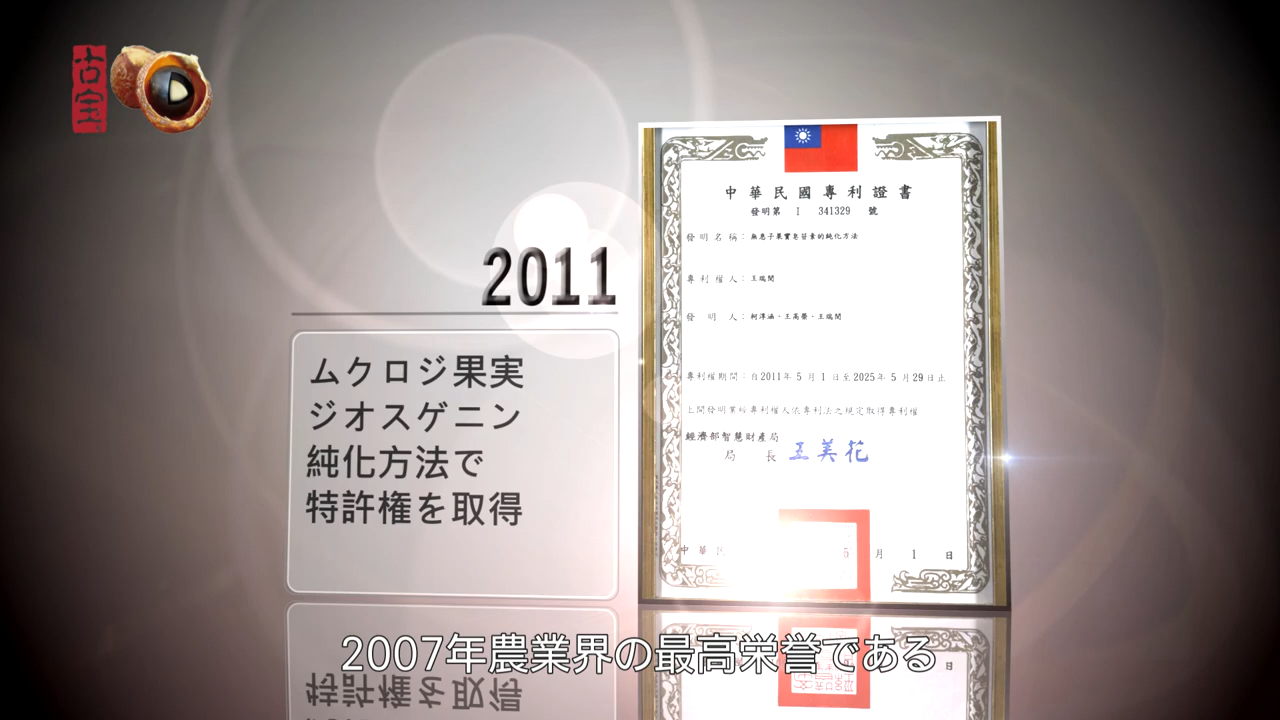 古宝
2011
ムクロジ果実
ジオスゲニン
純化方法で
特許権を取得
中華民國專利證書
發明第 I 341329 號
發明名稱：無患子果實皂苷素的純化方法
專利權人：王瑞閔
發明人：柯淳涵、王高榮、王瑞閔
專利權期間：自2011年5月1日至2025年5月29日止
上開發明業經專利權人依專利法之規定取得專利權
經濟部智慧財產局
局長 王美花
中華民 月 1 日
2007年農業界の最高栄誉である
特許権を取得